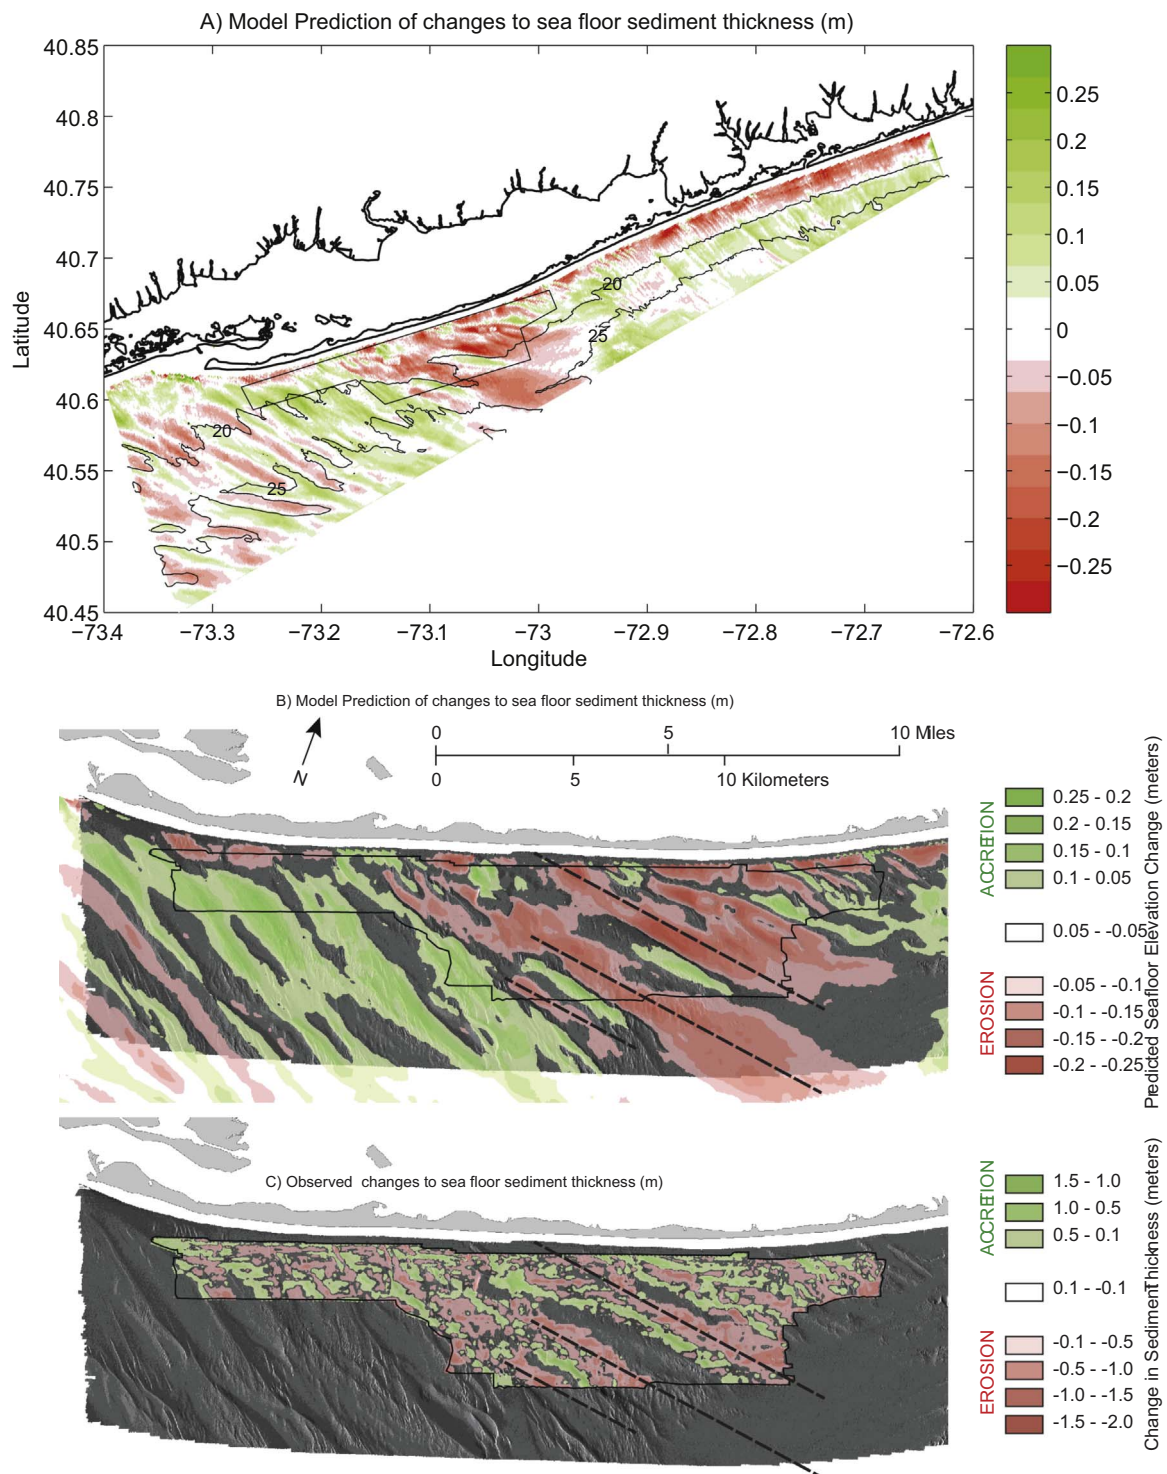 A) Model Prediction of changes to sea floor sediment thickness (m)
40.85
40.8
40.75
40.7
40.65
40.6
40.55
40.5
40.45
Latitude
−73.4
−73.3
−73.2
−73.1
−73
−72.9
−72.8
−72.7
−72.6
Longitude
20
25
20
25
0.25
0.2
0.15
0.1
0.05
0
−0.05
−0.1
−0.15
−0.2
−0.25
B) Model Prediction of changes to sea floor sediment thickness (m)
N
0 5 10 Miles
0 5 10 Kilometers
ACCRETION
0.25 - 0.2
0.2 - 0.15
0.15 - 0.1
0.1 - 0.05
0.05 - -0.05
EROSION
-0.05 - -0.1
-0.1 - -0.15
-0.15 - -0.2
-0.2 - -0.25
Predicted Seafloor Elevation Change (meters)
C) Observed changes to sea floor sediment thickness (m)
ACCRETION
1.5 - 1.0
1.0 - 0.5
0.5 - 0.1
0.1 - -0.1
EROSION
-0.1 - -0.5
-0.5 - -1.0
-1.0 - -1.5
-1.5 - -2.0
Change in Sediment Thickness (meters)